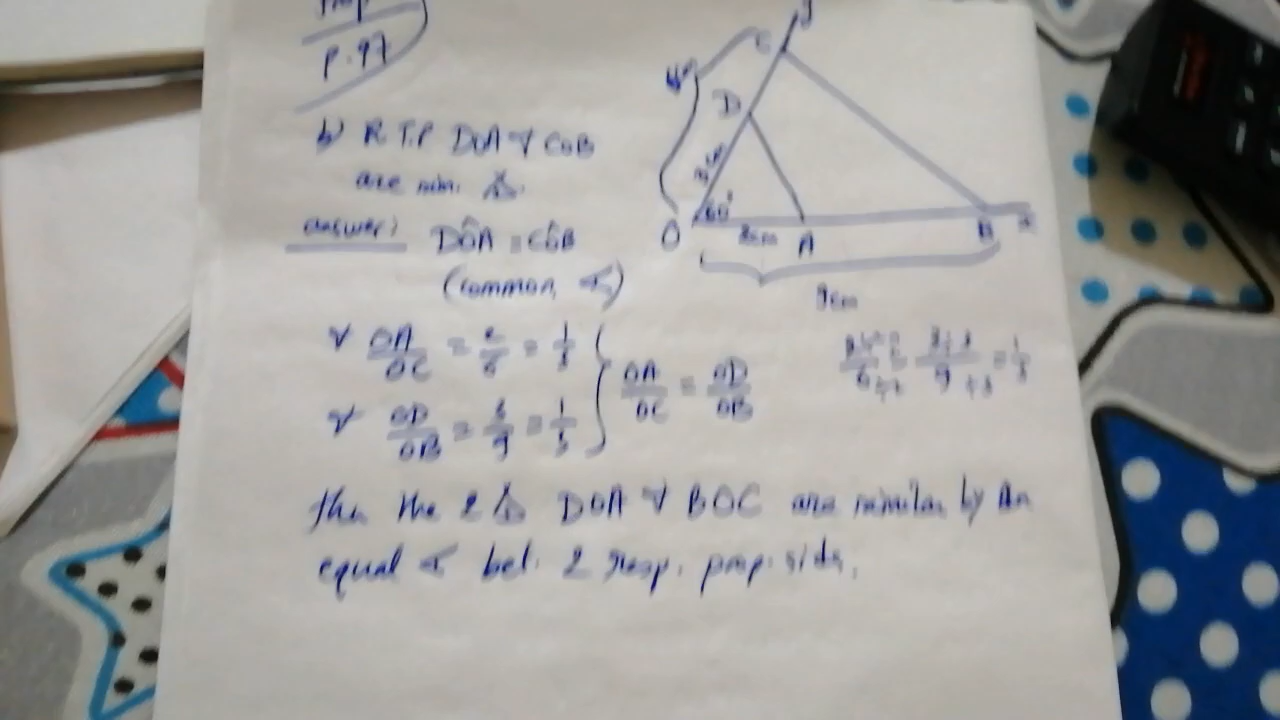 P.97
b) R.T.P DOA & COB
are sim. Δs.
answer: DÔA = CÔB
(common ∢)
& OA/OC = 2/6 = 1/3
& OD/OB = 3/9 = 1/3
OA/OC = OD/OB
then the 2 Δs DOA & BOC are similar by an
equal ∢ bet. 2 resp. prop. sides.
y
C
D
3cm
60°
O
2cm
A
B
x
9cm